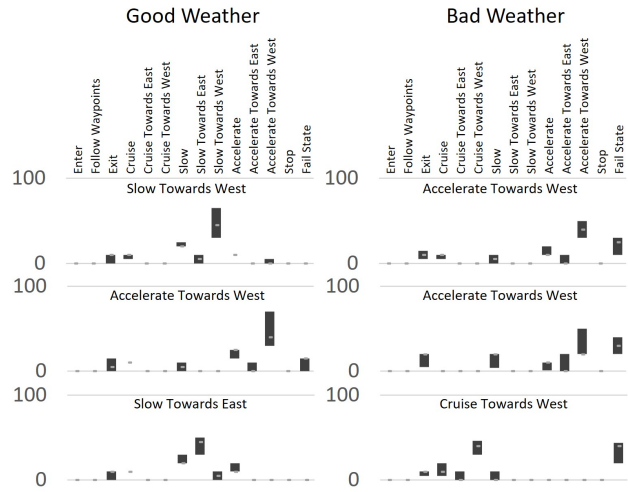 Good Weather
Bad Weather
Enter
Follow Waypoints
Exit
Cruise
Cruise Towards East
Cruise Towards West
Slow
Slow Towards East
Slow Towards West
Accelerate
Accelerate Towards East
Accelerate Towards West
Stop
Fail State
Enter
Follow Waypoints
Exit
Cruise
Cruise Towards East
Cruise Towards West
Slow
Slow Towards East
Slow Towards West
Accelerate
Accelerate Towards East
Accelerate Towards West
Stop
Fail State
100
Slow Towards West
0
100
Accelerate Towards West
0
100
Accelerate Towards West
0
100
Accelerate Towards West
0
100
Slow Towards East
0
100
Cruise Towards West
0